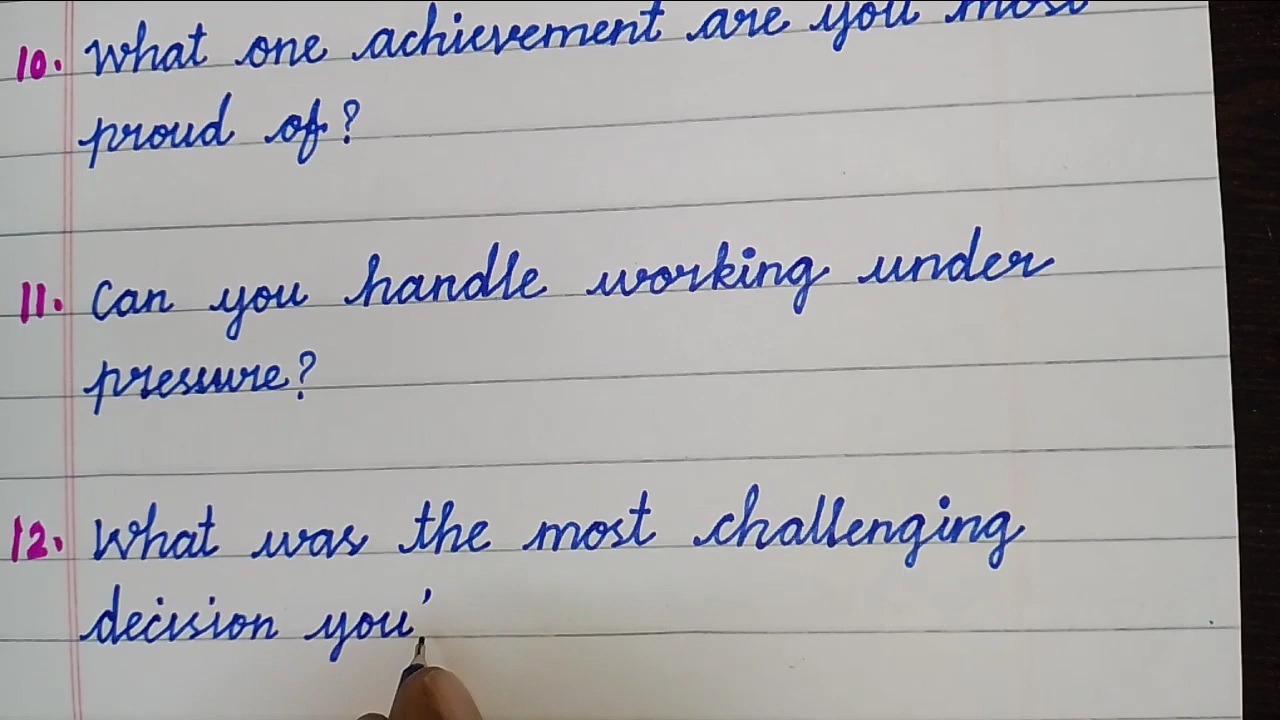 10. What one achievement are you most
proud of?
11. Can you handle working under
pressure?
12. What was the most challenging
decision you'